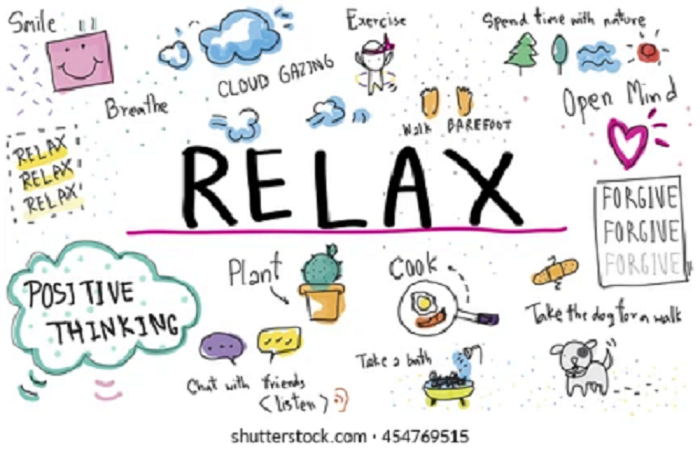 Smile
Exercise
Spend time with nature
CLOUD GAZING
Breathe
Open Mind
Walk BAREFOOT
RELAX
RELAX
RELAX
RELAX
FORGIVE
FORGIVE
FORGIVE
Plant
Cook
POSITIVE
THINKING
Take the dog for a walk
Take a bath
Chat with friends
<listen>
shutterstock.com · 454769515